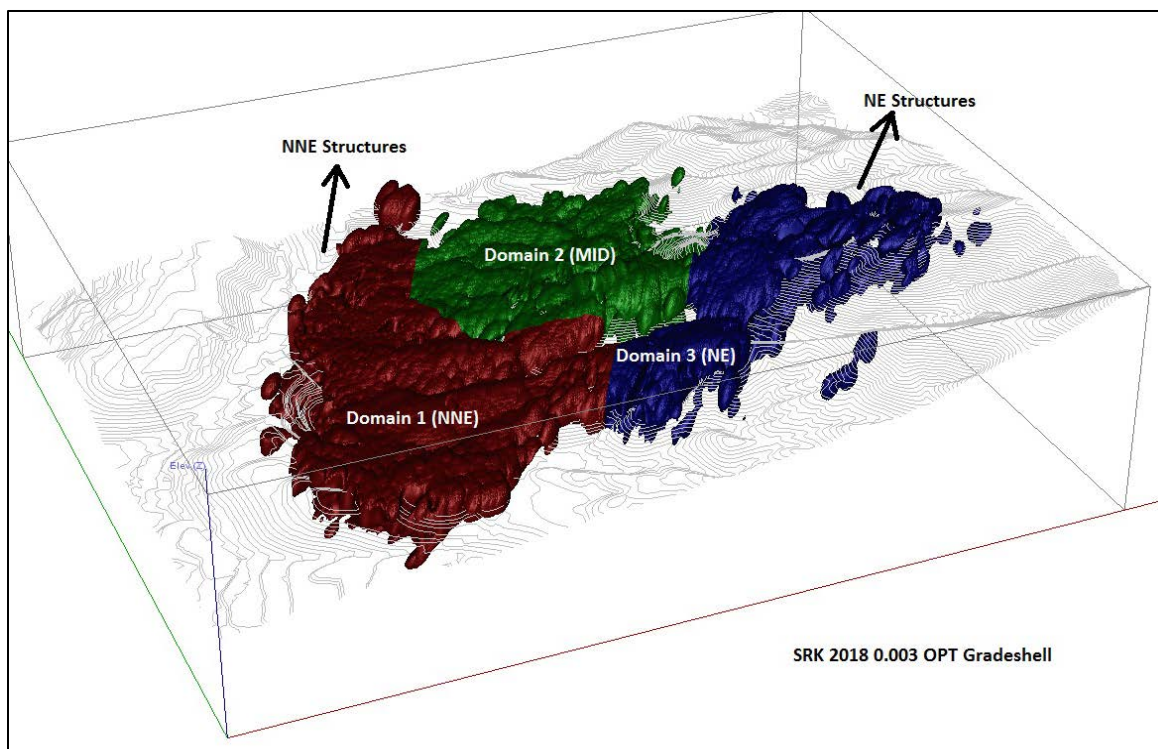 NE Structures
NNE Structures
Domain 2 (MID)
Domain 3 (NE)
Domain 1 (NNE)
Elev (Z)
SRK 2018 0.003 OPT Gradeshell